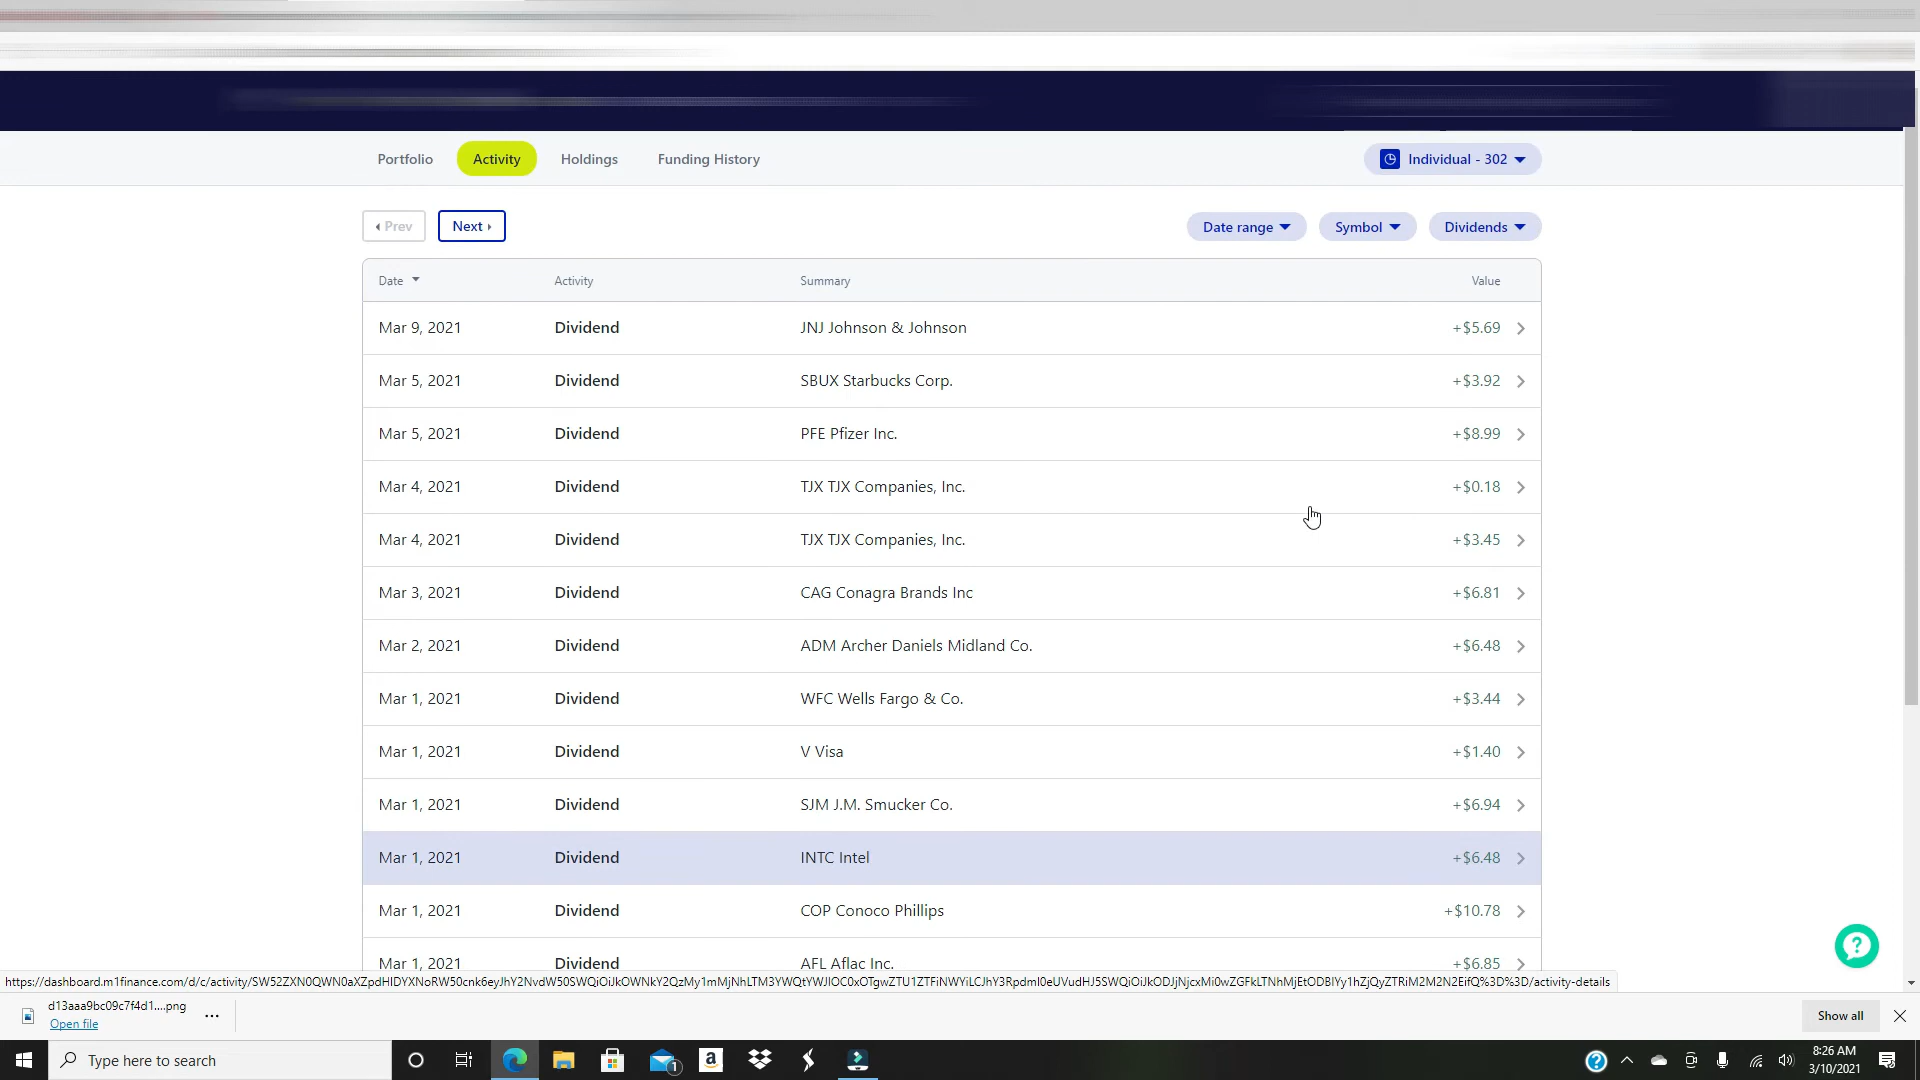 Portfolio Activity Holdings Funding History Individual - 302
Prev Next Date range Symbol Dividends
Date Activity Summary Value
Mar 9, 2021 Dividend JNJ Johnson & Johnson +$5.69
Mar 5, 2021 Dividend SBUX Starbucks Corp. +$3.92
Mar 5, 2021 Dividend PFE Pfizer Inc. +$8.99
Mar 4, 2021 Dividend TJX TJX Companies, Inc. +$0.18
Mar 4, 2021 Dividend TJX TJX Companies, Inc. +$3.45
Mar 3, 2021 Dividend CAG Conagra Brands Inc +$6.81
Mar 2, 2021 Dividend ADM Archer Daniels Midland Co. +$6.48
Mar 1, 2021 Dividend WFC Wells Fargo & Co. +$3.44
Mar 1, 2021 Dividend V Visa +$1.40
Mar 1, 2021 Dividend SJM J.M. Smucker Co. +$6.94
Mar 1, 2021 Dividend INTC Intel +$6.48
Mar 1, 2021 Dividend COP Conoco Phillips +$10.78
Mar 1, 2021 Dividend AFL Aflac Inc. +$6.85
d13aaa9bc09c7f4d1....png
Open file
Show all
Type here to search
8:26 AM
3/10/2021